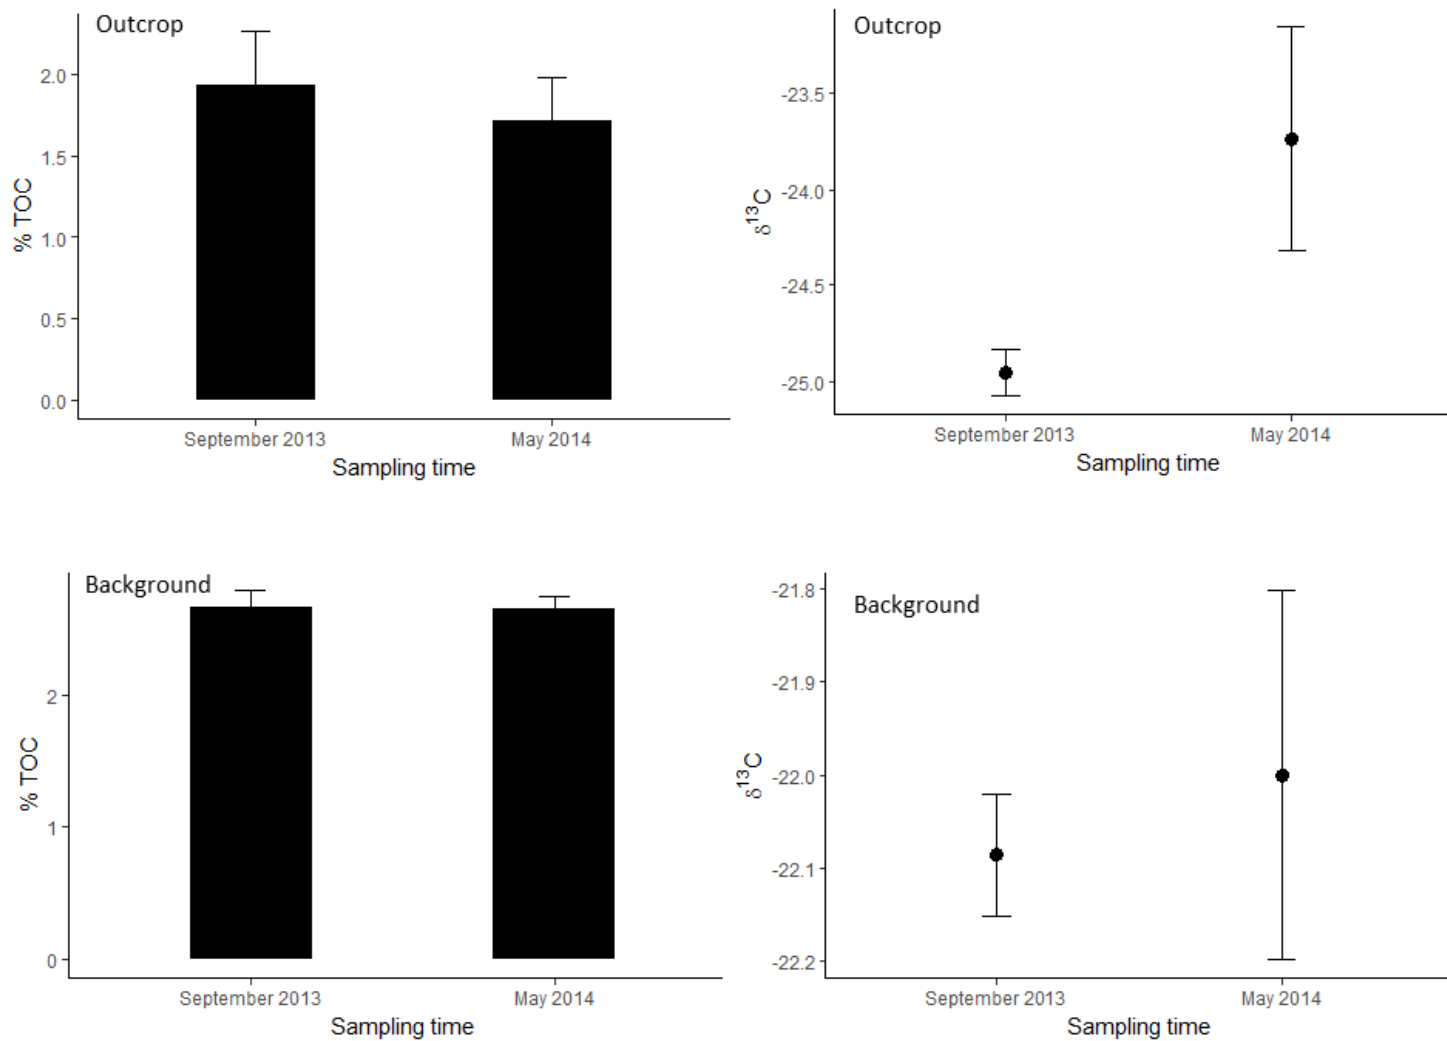 Outcrop
% TOC
2.0
1.5
1.0
0.5
0.0
September 2013
May 2014
Sampling time
Outcrop
δ13C
-23.5
-24.0
-24.5
-25.0
September 2013
May 2014
Sampling time
Background
% TOC
2
1
0
September 2013
May 2014
Sampling time
Background
δ13C
-21.8
-21.9
-22.0
-22.1
-22.2
September 2013
May 2014
Sampling time